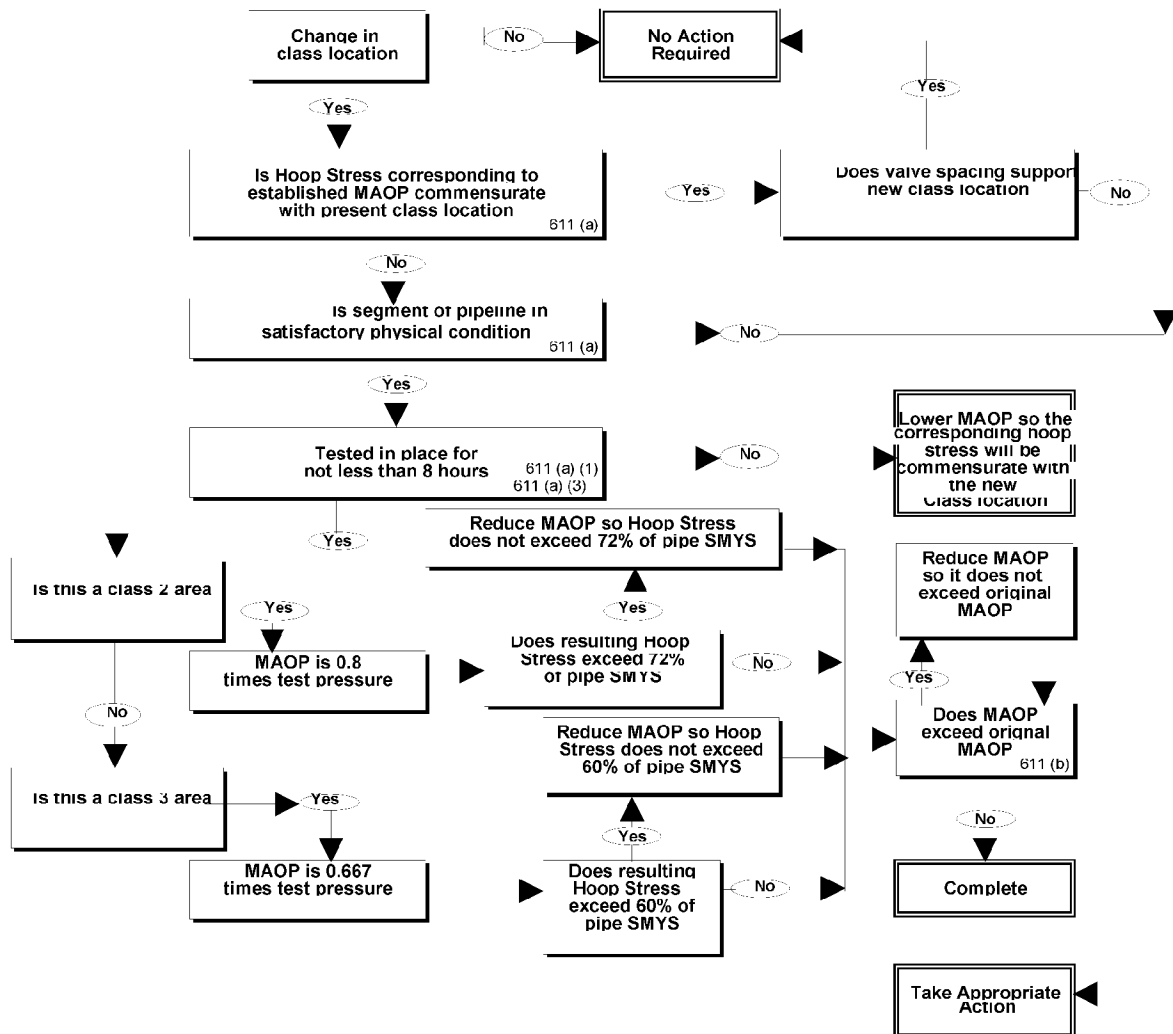 Change in
class location
No
No Action
Required
Yes
Yes
Is Hoop Stress corresponding to
established MAOP commensurate
with present class location
611 (a)
Yes
Does valve spacing support
new class location
No
No
Is segment of pipeline in
satisfactory physical condition
611 (a)
No
Yes
Tested in place for
not less than 8 hours
611 (a) (1)
611 (a) (3)
No
Lower MAOP so the
corresponding hoop
stress will be
commensurate with
the new
Class location
Yes
Reduce MAOP so Hoop Stress
does not exceed 72% of pipe SMYS
Reduce MAOP
so it does not
exceed original
MAOP
Is this a class 2 area
Yes
Yes
MAOP is 0.8
times test pressure
Does resulting Hoop
Stress exceed 72%
of pipe SMYS
No
Yes
No
Reduce MAOP so Hoop
Stress does not exceed
60% of pipe SMYS
Does MAOP
exceed orignal
MAOP
611 (b)
Is this a class 3 area
Yes
Yes
No
MAOP is 0.667
times test pressure
Does resulting
Hoop Stress
exceed 60% of
pipe SMYS
No
Complete
Take Appropriate
Action